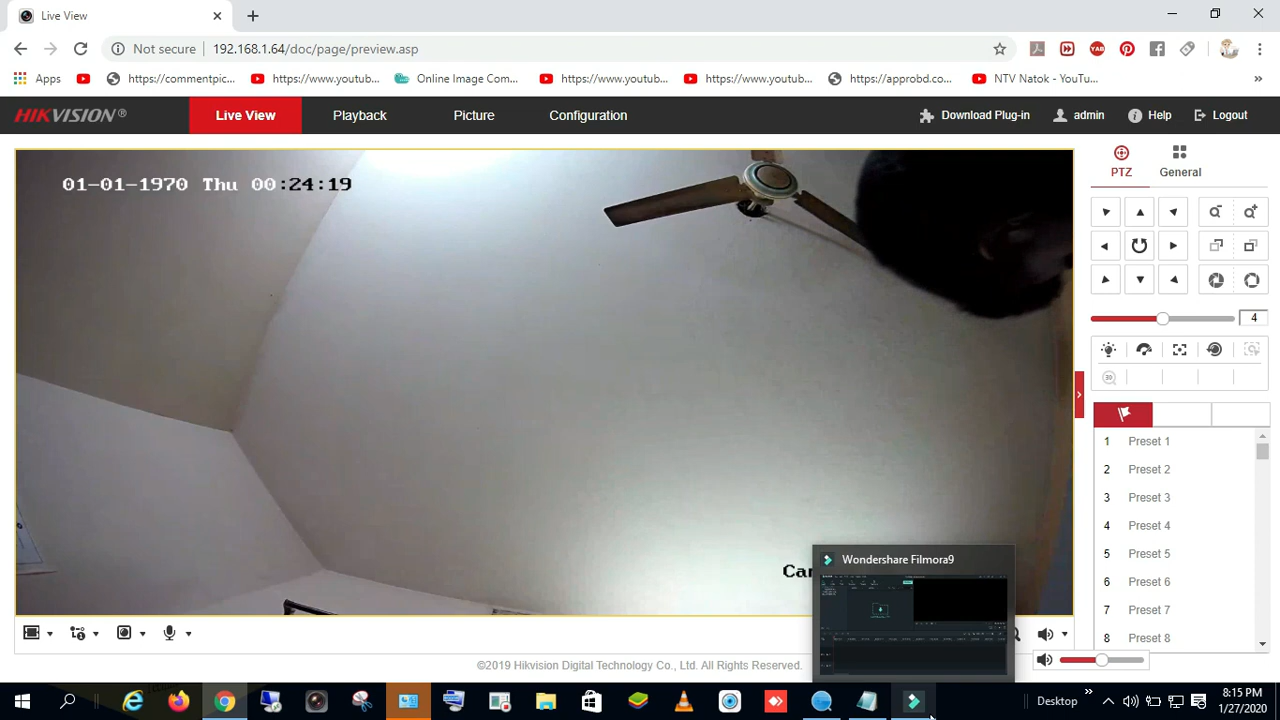 Live View
Not secure
192.168.1.64/doc/page/preview.asp
Apps
https://commentpic...
https://www.youtub...
Online Image Com...
https://www.youtub...
https://www.youtub...
https://approbd.co...
NTV Natok - YouTu...
HIKVISION®
Live View
Playback
Picture
Configuration
Download Plug-in
admin
Help
Logout
01-01-1970 Thu 00:24:19
PTZ
General
4
1 Preset 1
2 Preset 2
3 Preset 3
4 Preset 4
5 Preset 5
6 Preset 6
7 Preset 7
8 Preset 8
Wondershare Filmora9
©2019 Hikvision Digital Technology Co., Ltd. All Rights Reserved.
Desktop
8:15 PM
1/27/2020